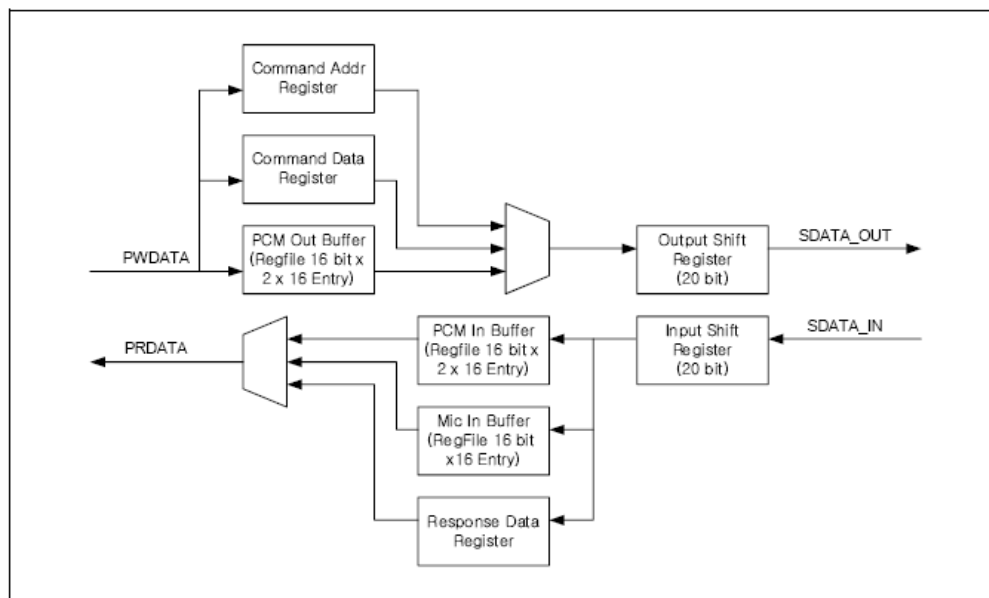 Command Addr
Register
Command Data
Register
PWDATA
PCM Out Buffer
(Regfile 16 bit x
2 x 16 Entry)
Output Shift
Register
(20 bit)
SDATA_OUT
PRDATA
PCM In Buffer
(Regfile 16 bit x
2 x 16 Entry)
Input Shift
Register
(20 bit)
SDATA_IN
Mic In Buffer
(RegFile 16 bit
x16 Entry)
Response Data
Register